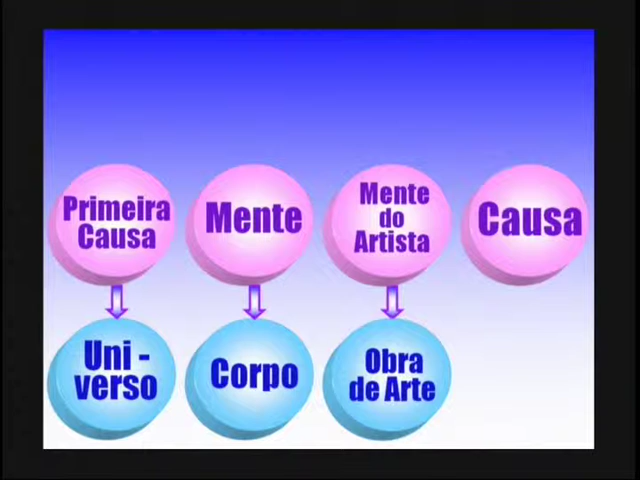 Primeira
Causa
Mente
Mente
do
Artista
Causa
Uni -
verso
Corpo
Obra
de Arte